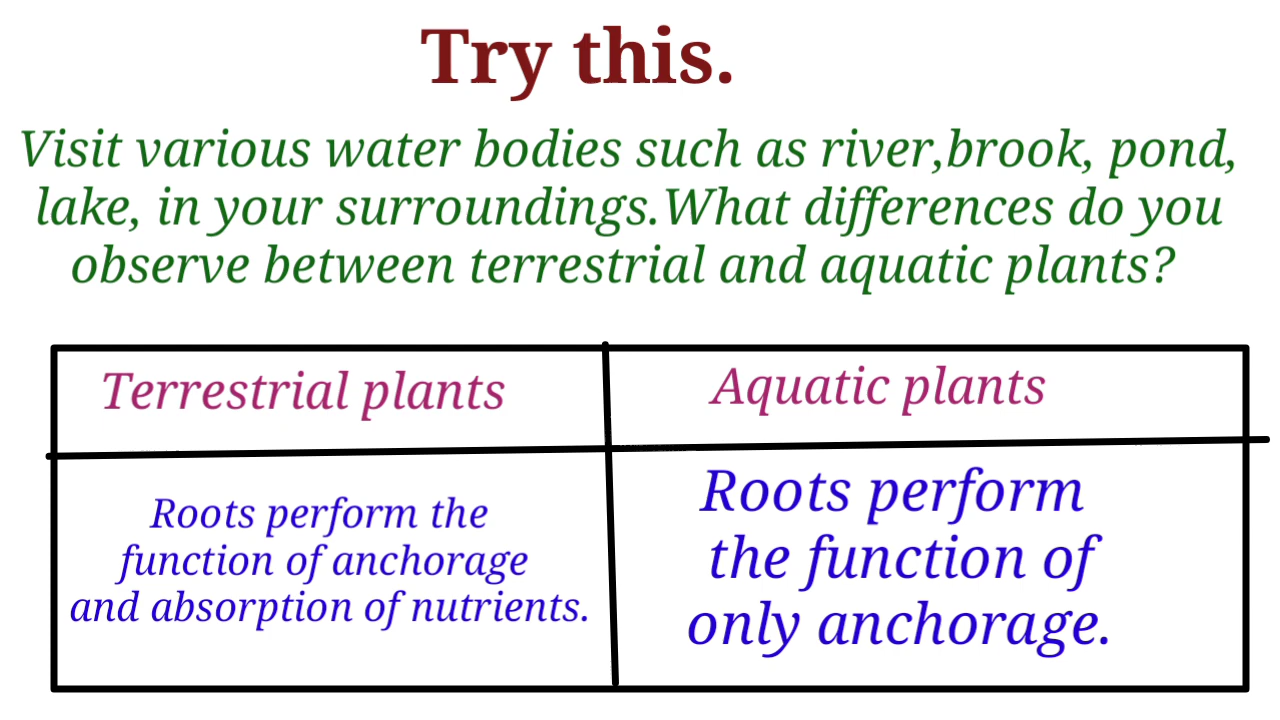 Try this.
Visit various water bodies such as river,brook, pond,
lake, in your surroundings.What differences do you
observe between terrestrial and aquatic plants?
Terrestrial plants
Aquatic plants
Roots perform the
function of anchorage
and absorption of nutrients.
Roots perform
the function of
only anchorage.